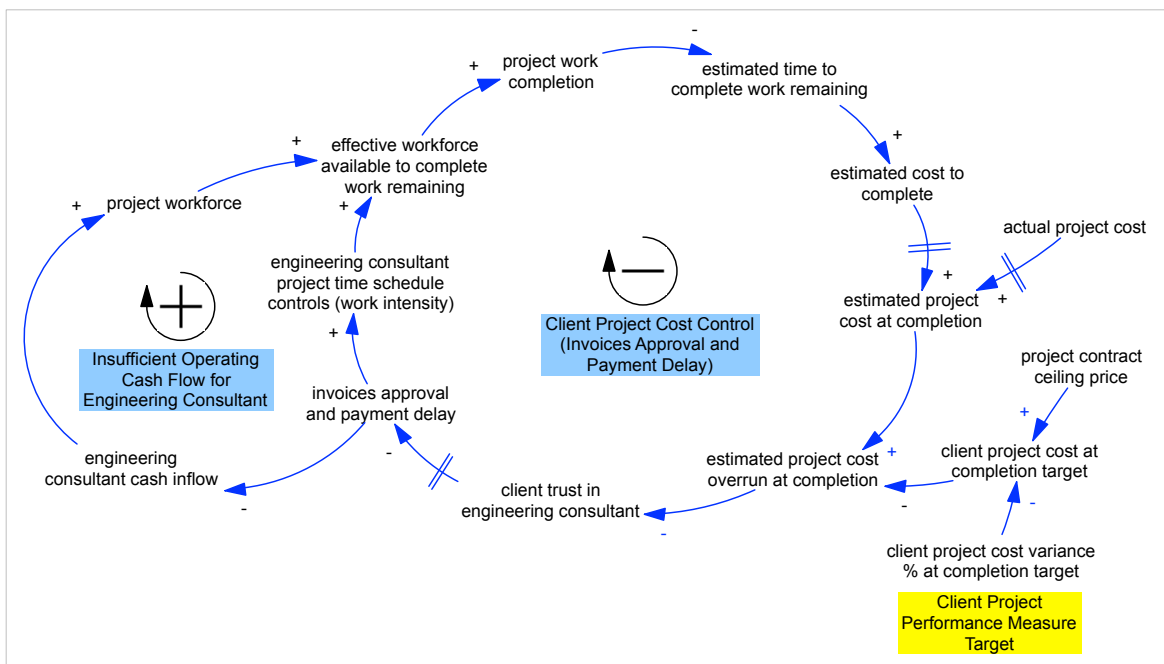 project work
completion
estimated time to
complete work remaining
effective workforce
available to complete
work remaining
project workforce
estimated cost to
complete
actual project cost
engineering consultant
project time schedule
controls (work intensity)
estimated project
cost at completion
Insufficient Operating
Cash Flow for
Engineering Consultant
Client Project Cost Control
(Invoices Approval and
Payment Delay)
project contract
ceiling price
invoices approval
and payment delay
engineering
consultant cash inflow
client trust in
engineering consultant
estimated project cost
overrun at completion
client project cost at
completion target
client project cost variance
% at completion target
Client Project
Performance Measure
Target